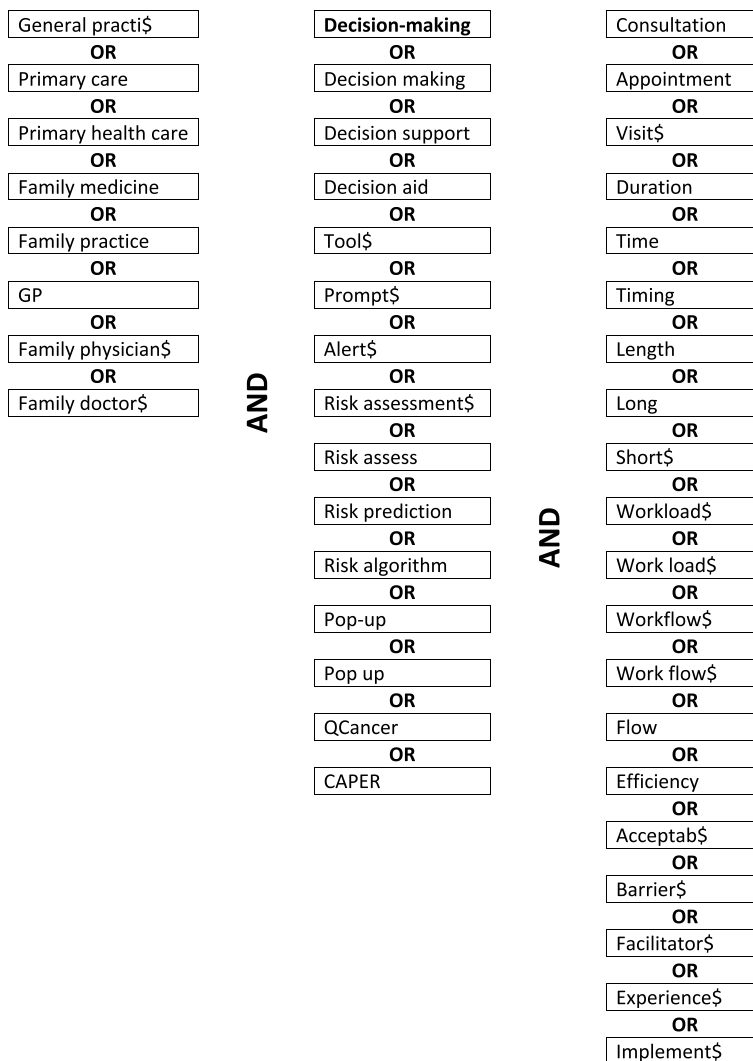 General practi$
OR
Primary care
OR
Primary health care
OR
Family medicine
OR
Family practice
OR
GP
OR
Family physician$
OR
Family doctor$
AND
Decision-making
OR
Decision making
OR
Decision support
OR
Decision aid
OR
Tool$
OR
Prompt$
OR
Alert$
OR
Risk assessment$
OR
Risk assess
OR
Risk prediction
OR
Risk algorithm
OR
Pop-up
OR
Pop up
OR
QCancer
OR
CAPER
AND
Consultation
OR
Appointment
OR
Visit$
OR
Duration
OR
Time
OR
Timing
OR
Length
OR
Long
OR
Short$
OR
Workload$
OR
Work load$
OR
Workflow$
OR
Work flow$
OR
Flow
OR
Efficiency
OR
Acceptab$
OR
Barrier$
OR
Facilitator$
OR
Experience$
OR
Implement$